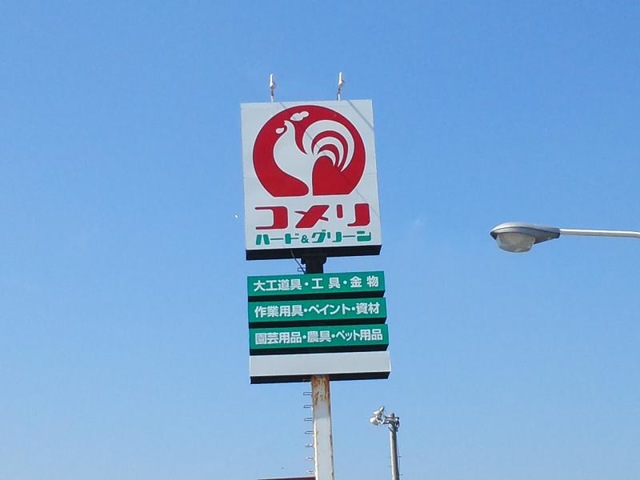 コメリ
ハード&グリーン
大工道具・工具・金物
作業用具・ペイント・資材
園芸用品・農具・ペット用品